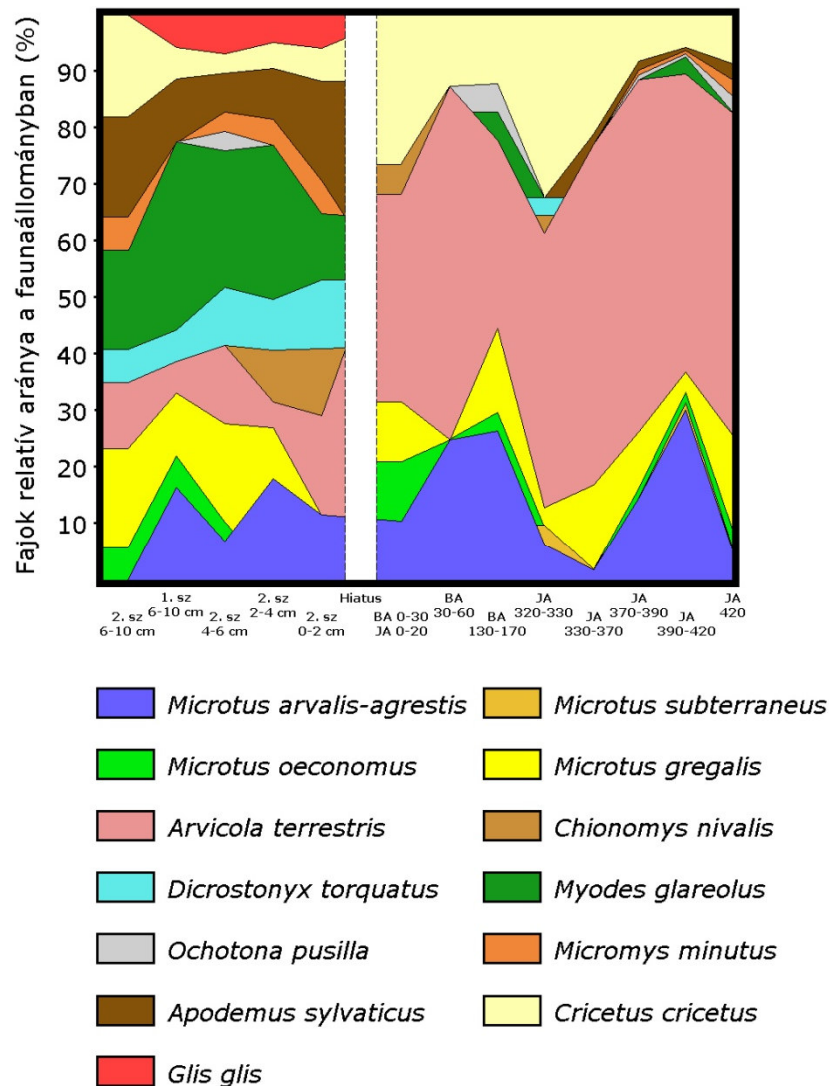 Fajok relatív aránya a faunaállományban (%)
90
80
70
60
50
40
30
20
10
2. sz
6-10 cm
1. sz
6-10 cm
2. sz
4-6 cm
2. sz
2-4 cm
2. sz
0-2 cm
Hiatus
BA 0-30
JA 0-20
BA
30-60
BA
130-170
JA
320-330
JA
330-370
JA
370-390
JA
390-420
JA
420
Microtus arvalis-agrestis
Microtus subterraneus
Microtus oeconomus
Microtus gregalis
Arvicola terrestris
Chionomys nivalis
Dicrostonyx torquatus
Myodes glareolus
Ochotona pusilla
Micromys minutus
Apodemus sylvaticus
Cricetus cricetus
Glis glis